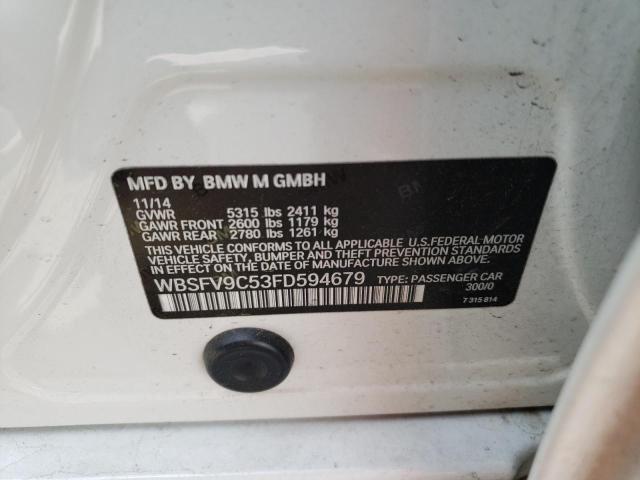 MFD BY BMW M GMBH
11/14
GVWR 5315 lbs 2411 kg
GAWR FRONT 2600 lbs 1179 kg
GAWR REAR 2780 lbs 1261 kg
THIS VEHICLE CONFORMS TO ALL APPLICABLE U.S.FEDERAL MOTOR
VEHICLE SAFETY, BUMPER, AND THEFT PREVENTION STANDARDS
IN EFFECT ON THE DATE OF MANUFACTURE SHOWN ABOVE.
WBSFV9C53FD594679 TYPE: PASSENGER CAR
300/0
7 315 814